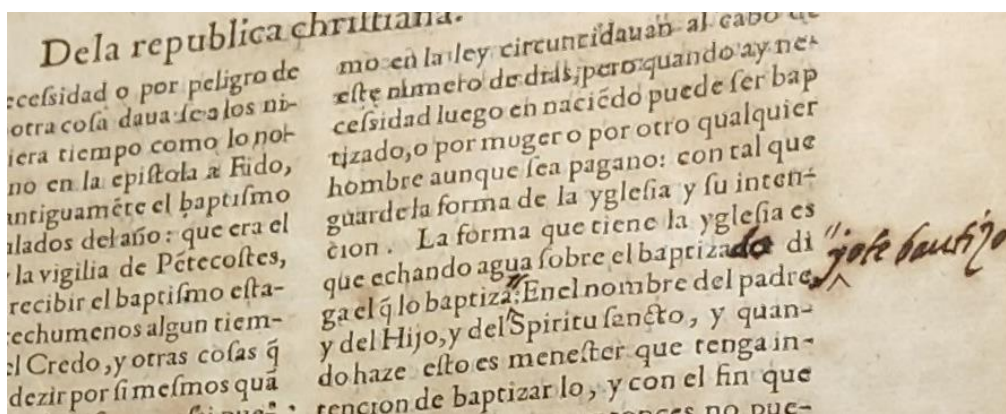 Dela republica christiana.
ecessidad o por peligro de
otra cosa dauase a los ni-
iera tiempo como lo no-
no en la epistola a Fido,
antiguamẽte el baptismo
alados del año: que era el
la vigilia de Pẽtecostes,
recibir el baptismo esta-
echumenos algun tiem-
el Credo, y otras cosas q̃
dezir por si mesmos quã
mo en la ley circuncidauan al cabo de
este numero de dias, pero quando ay ne-
cessidad luego en naciẽdo puede ser bap
tizado, o por muger o por otro qualquier
hombre aunque sea pagano: con tal que
guarde la forma de la yglesia y su inten-
cion. La forma que tiene la yglesia es
que echando agua sobre el baptizado di
ga el q̃ lo baptiza: En el nombre del padre,
y del Hijo, y del Spiritu sancto, y quan-
do haze esto es menester que tenga in-
tencion de baptizar lo, y con el fin que
no pue-
yo te bautizo